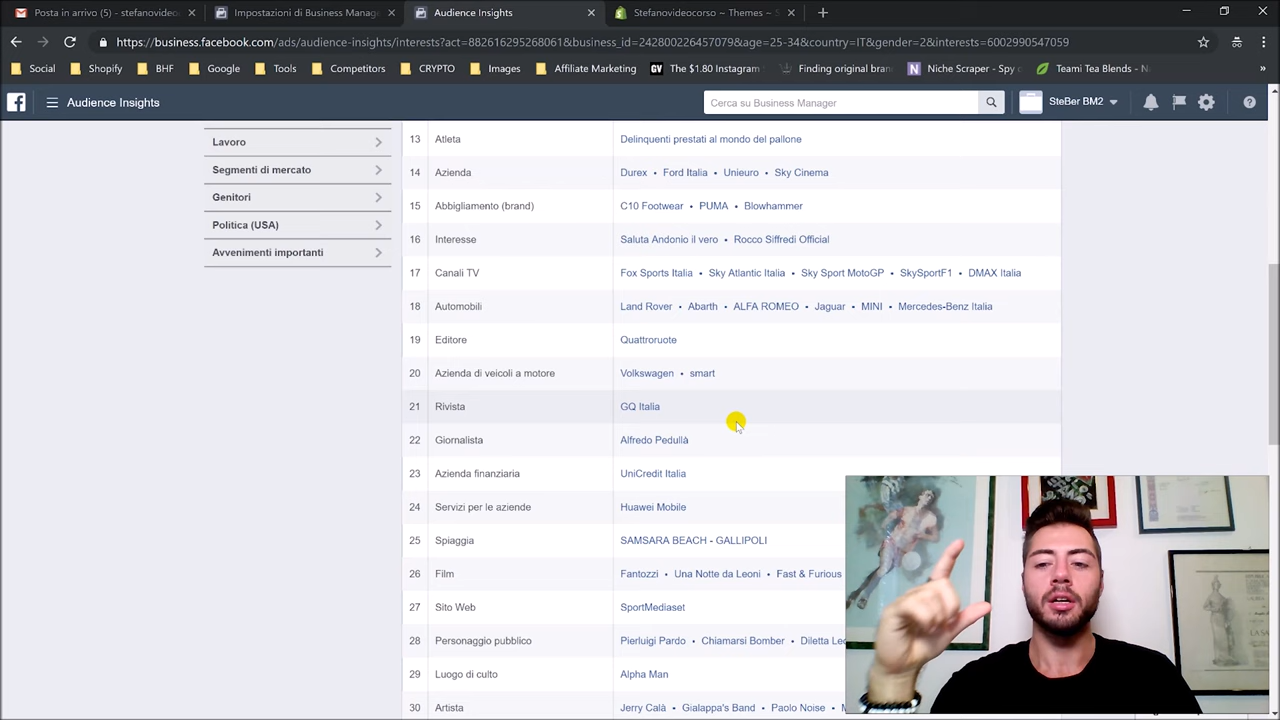 Posta in arrivo (5) - stefanovideoc
Impostazioni di Business Manag
Audience Insights
Stefanovideocorso ~ Themes ~ S
https://business.facebook.com/ads/audience-insights/interests?act=882616295268061&business_id=242800226457079&age=25-34&country=IT&gender=2&interests=6002990547059
Social Shopify BHF Google Tools Competitors CRYPTO Images Affiliate Marketing GV The $1.80 Instagram Finding original bran N Niche Scraper - Spy Teami Tea Blends - »
Audience Insights
Cerca su Business Manager
SteBer BM2
Lavoro
Segmenti di mercato
Genitori
Politica (USA)
Avvenimenti importanti
13 Atleta Delinquenti prestati al mondo del pallone
14 Azienda Durex • Ford Italia • Unieuro • Sky Cinema
15 Abbigliamento (brand) C10 Footwear • PUMA • Blowhammer
16 Interesse Saluta Andonio il vero • Rocco Siffredi Official
17 Canali TV Fox Sports Italia • Sky Atlantic Italia • Sky Sport MotoGP • SkySportF1 • DMAX Italia
18 Automobili Land Rover • Abarth • ALFA ROMEO • Jaguar • MINI • Mercedes-Benz Italia
19 Editore Quattroruote
20 Azienda di veicoli a motore Volkswagen • smart
21 Rivista GQ Italia
22 Giornalista Alfredo Pedullà
23 Azienda finanziaria UniCredit Italia
24 Servizi per le aziende Huawei Mobile
25 Spiaggia SAMSARA BEACH - GALLIPOLI
26 Film Fantozzi • Una Notte da Leoni • Fast & Furious
27 Sito Web SportMediaset
28 Personaggio pubblico Pierluigi Pardo • Chiamarsi Bomber • Diletta Leo
29 Luogo di culto Alpha Man
30 Artista Jerry Calà • Gialappa's Band • Paolo Noise •